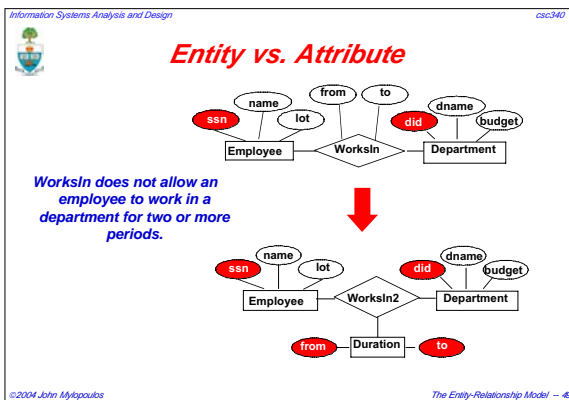 Information Systems Analysis and Design csc340
Entity vs. Attribute
name from to dname
ssn lot did budget
Employee WorksIn Department
WorksIn does not allow an
employee to work in a
department for two or more
periods.
name dname
ssn lot did budget
Employee WorksIn2 Department
from Duration to
©2004 John Mylopoulos The Entity-Relationship Model -- 49